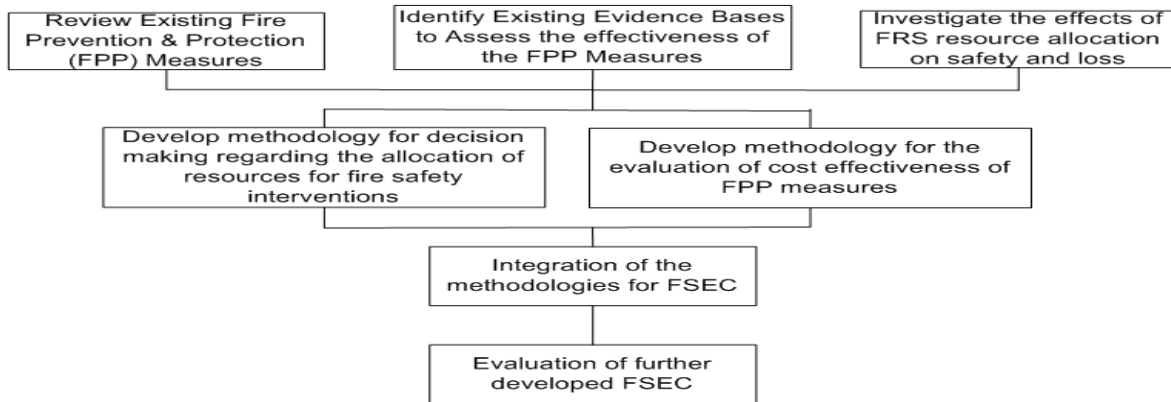 Review Existing Fire
Prevention & Protection
(FPP) Measures
Identify Existing Evidence Bases
to Assess the effectiveness of
the FPP Measures
Investigate the effects of
FRS resource allocation
on safety and loss
Develop methodology for decision
making regarding the allocation of
resources for fire safety
interventions
Develop methodology for the
evaluation of cost effectiveness of
FPP measures
Integration of the
methodologies for FSEC
Evaluation of further
developed FSEC